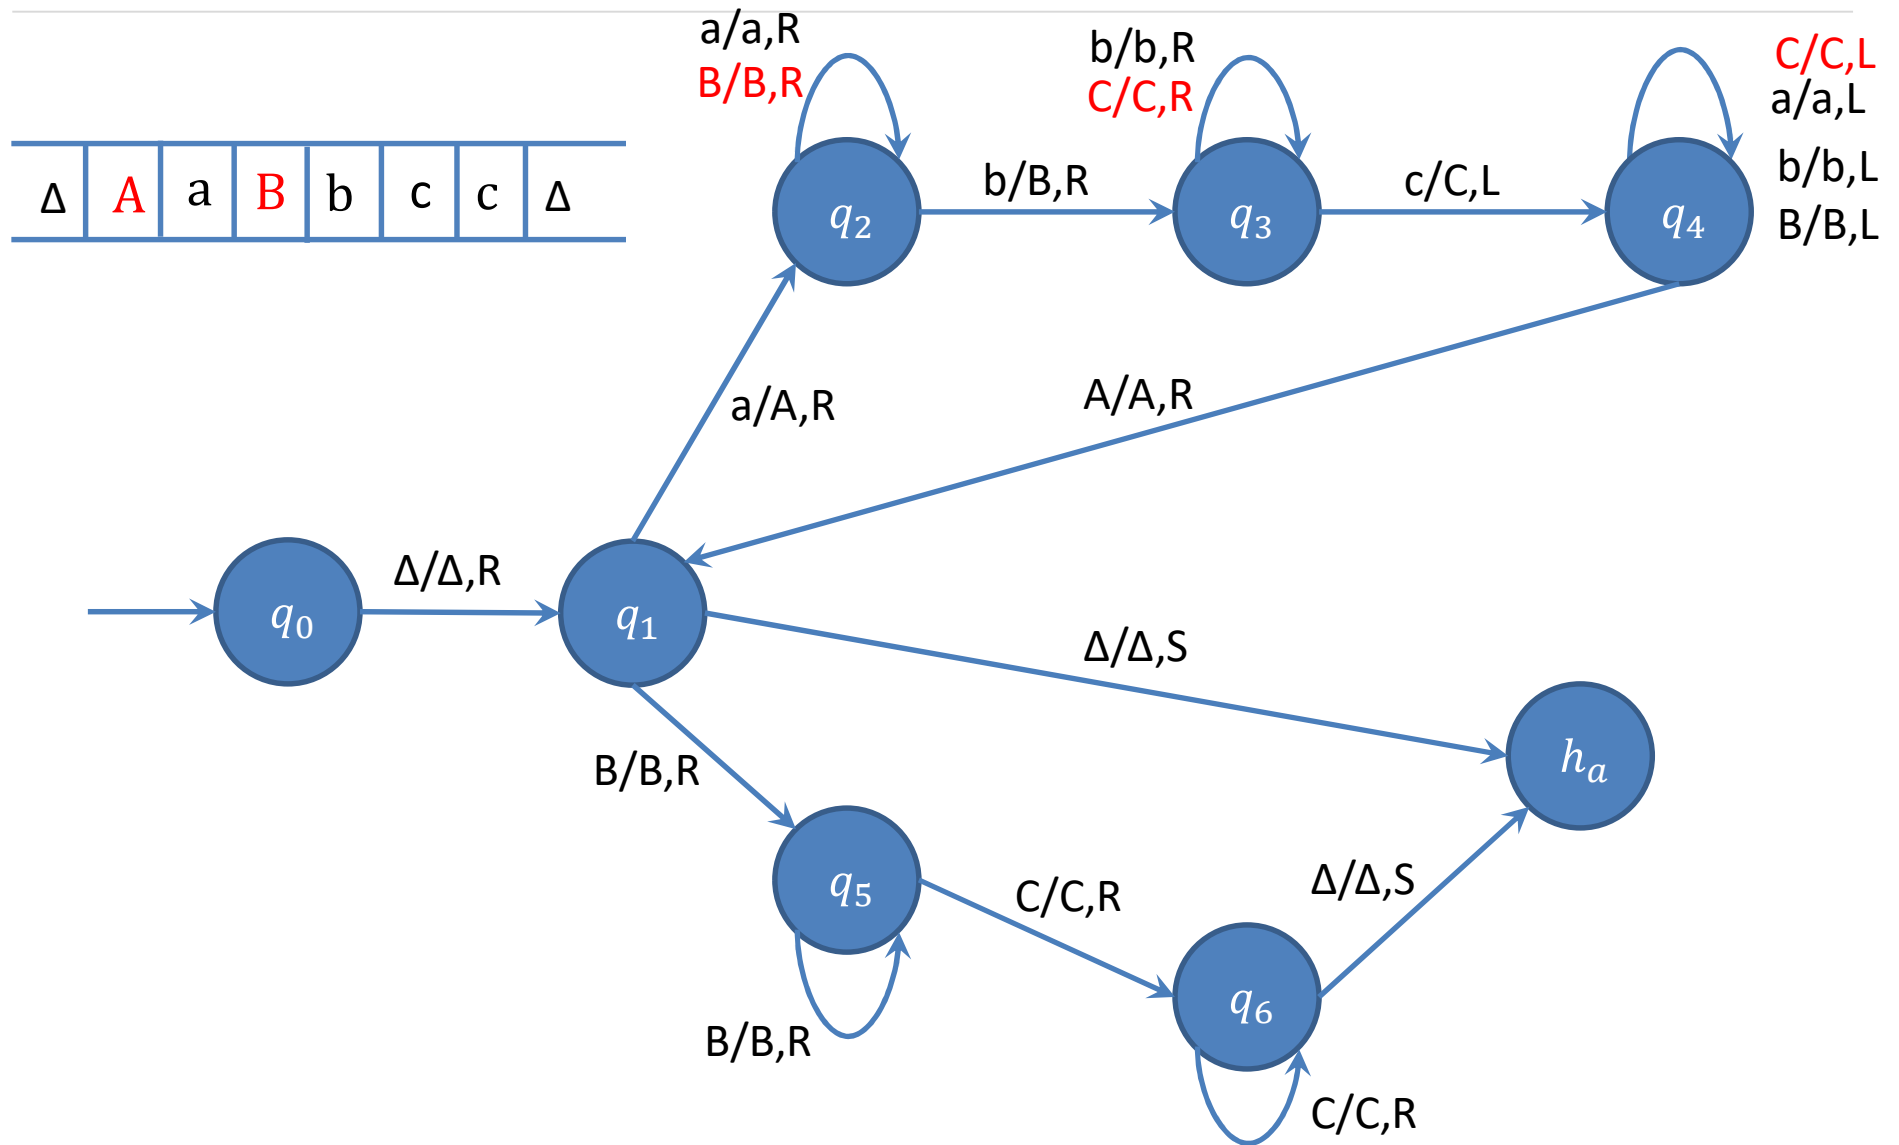 a/a,R
B/B,R
b/b,R
C/C,R
C/C,L
a/a,L
b/b,L
B/B,L
Δ A a B b c c Δ
q₂
b/B,R
q₃
c/C,L
q₄
a/A,R
A/A,R
q₀
Δ/Δ,R
q₁
Δ/Δ,S
hₐ
B/B,R
q₅
C/C,R
Δ/Δ,S
q₆
B/B,R
C/C,R